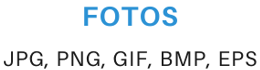 FOTOS
JPG, PNG, GIF, BMP, EPS